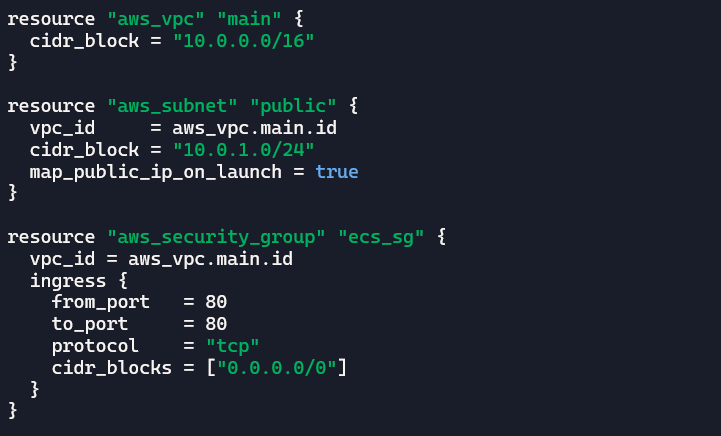 resource "aws_vpc" "main" {
  cidr_block = "10.0.0.0/16"
}

resource "aws_subnet" "public" {
  vpc_id     = aws_vpc.main.id
  cidr_block = "10.0.1.0/24"
  map_public_ip_on_launch = true
}

resource "aws_security_group" "ecs_sg" {
  vpc_id = aws_vpc.main.id
  ingress {
    from_port   = 80
    to_port     = 80
    protocol    = "tcp"
    cidr_blocks = ["0.0.0.0/0"]
  }
}